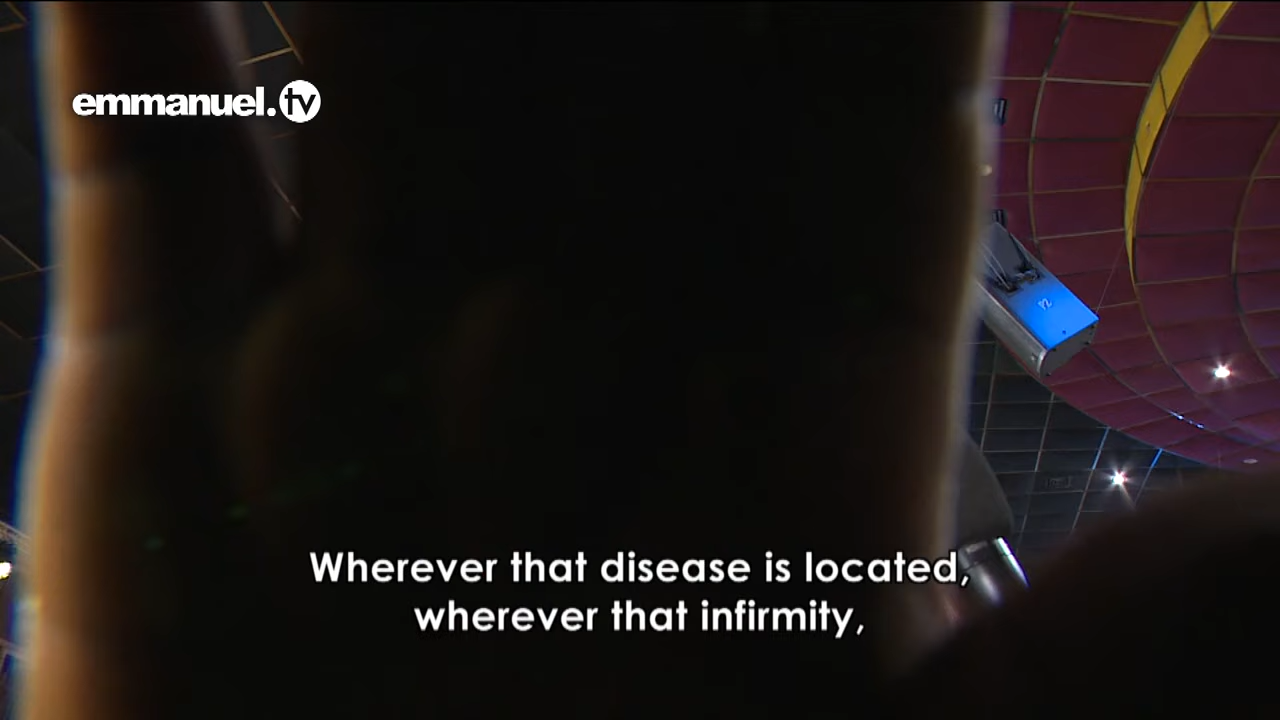 emmanuel.tv
Wherever that disease is located,
wherever that infirmity,